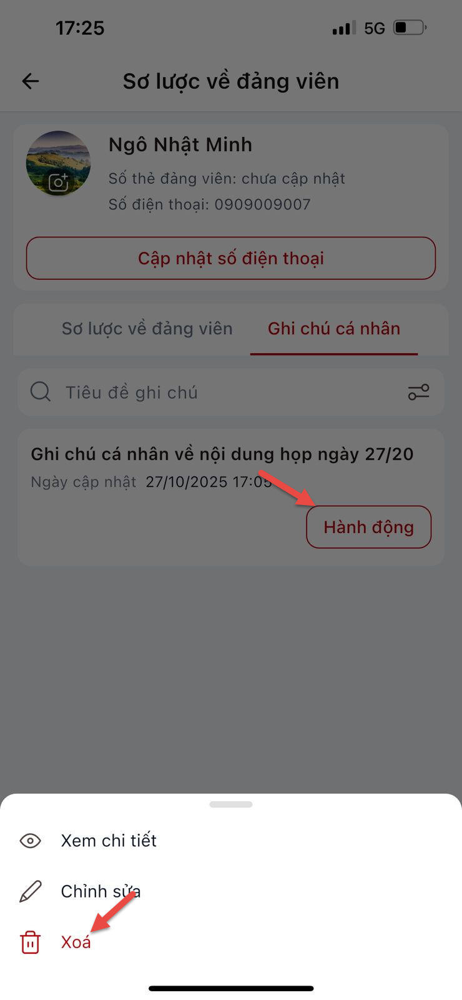 17:25
5G
Sơ lược về đảng viên
Ngô Nhật Minh
Số thẻ đảng viên: chưa cập nhật
Số điện thoại: 0909009007
Cập nhật số điện thoại
Sơ lược về đảng viên
Ghi chú cá nhân
Tiêu đề ghi chú
Ghi chú cá nhân về nội dung họp ngày 27/20
Ngày cập nhật 27/10/2025 17:05
Hành động
Xem chi tiết
Chỉnh sửa
Xoá